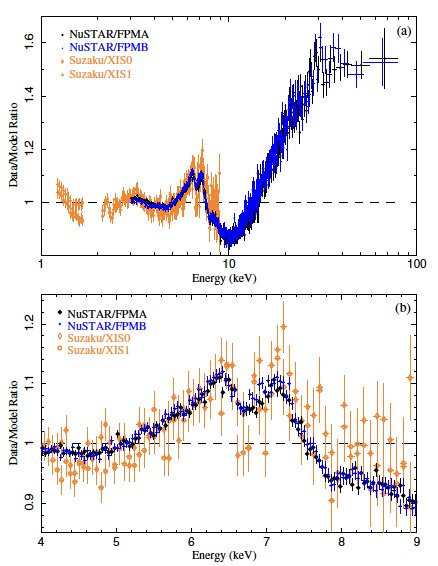 (a)
NuSTAR/FPMA
NuSTAR/FPMB
Suzaku/XIS0
Suzaku/XIS1
Data/Model Ratio
1.6
1.4
1.2
1
1 10 100
Energy (keV)
(b)
NuSTAR/FPMA
NuSTAR/FPMB
Suzaku/XIS0
Suzaku/XIS1
Data/Model Ratio
1.2
1.1
1
0.9
4 5 6 7 8 9
Energy (keV)